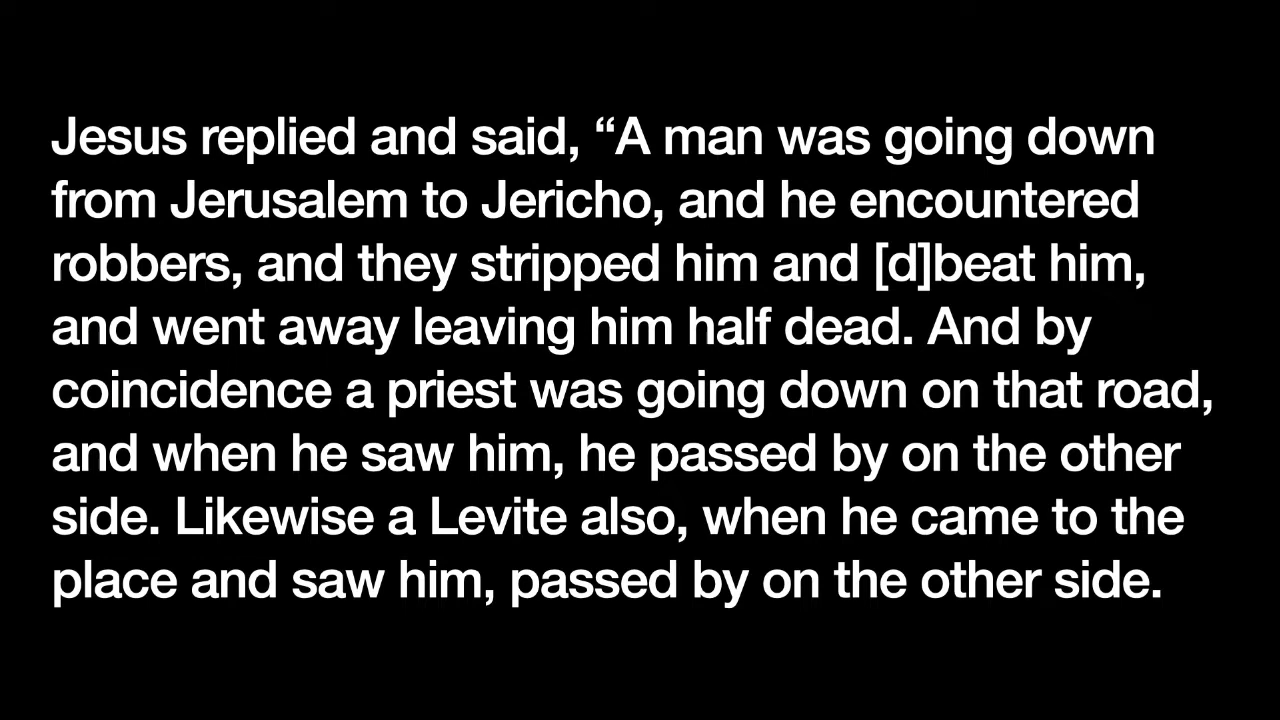 Jesus replied and said, “A man was going down
from Jerusalem to Jericho, and he encountered
robbers, and they stripped him and [d]beat him,
and went away leaving him half dead. And by
coincidence a priest was going down on that road,
and when he saw him, he passed by on the other
side. Likewise a Levite also, when he came to the
place and saw him, passed by on the other side.